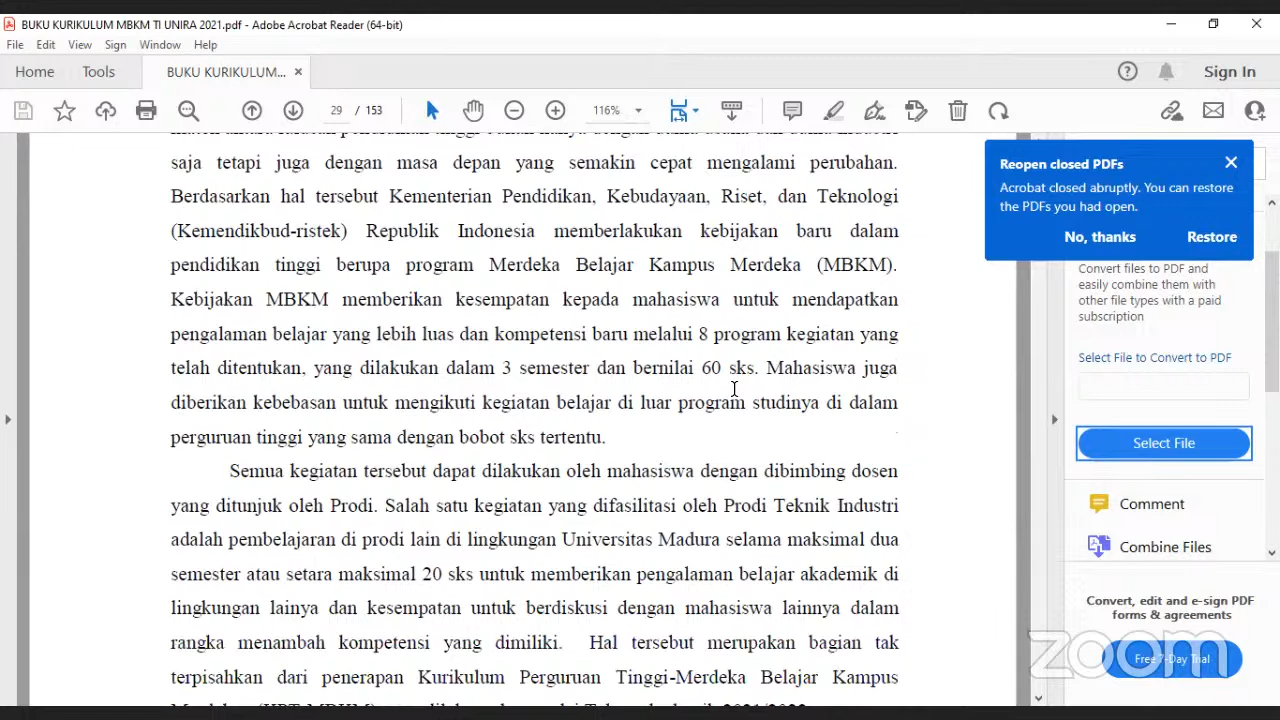 BUKU KURIKULUM MBKM TI UNIRA 2021.pdf - Adobe Acrobat Reader (64-bit)
File Edit View Sign Window Help
Home Tools BUKU KURIKULUM... × Sign In
29 / 153 116%
saja tetapi juga dengan masa depan yang semakin cepat mengalami perubahan.
Berdasarkan hal tersebut Kementerian Pendidikan, Kebudayaan, Riset, dan Teknologi
(Kemendikbud-ristek) Republik Indonesia memberlakukan kebijakan baru dalam
pendidikan tinggi berupa program Merdeka Belajar Kampus Merdeka (MBKM).
Kebijakan MBKM memberikan kesempatan kepada mahasiswa untuk mendapatkan
pengalaman belajar yang lebih luas dan kompetensi baru melalui 8 program kegiatan yang
telah ditentukan, yang dilakukan dalam 3 semester dan bernilai 60 sks. Mahasiswa juga
diberikan kebebasan untuk mengikuti kegiatan belajar di luar program studinya di dalam
perguruan tinggi yang sama dengan bobot sks tertentu.
Semua kegiatan tersebut dapat dilakukan oleh mahasiswa dengan dibimbing dosen
yang ditunjuk oleh Prodi. Salah satu kegiatan yang difasilitasi oleh Prodi Teknik Industri
adalah pembelajaran di prodi lain di lingkungan Universitas Madura selama maksimal dua
semester atau setara maksimal 20 sks untuk memberikan pengalaman belajar akademik di
lingkungan lainya dan kesempatan untuk berdiskusi dengan mahasiswa lainnya dalam
rangka menambah kompetensi yang dimiliki. Hal tersebut merupakan bagian tak
terpisahkan dari penerapan Kurikulum Perguruan Tinggi-Merdeka Belajar Kampus
Reopen closed PDFs
Acrobat closed abruptly. You can restore
the PDFs you had open.
No, thanks Restore
Convert files to PDF and
easily combine them with
other file types with a paid
subscription
Select File to Convert to PDF
Select File
Comment
Combine Files
Convert, edit and e-sign PDF
forms & agreements
Free 7-Day Trial
zoom